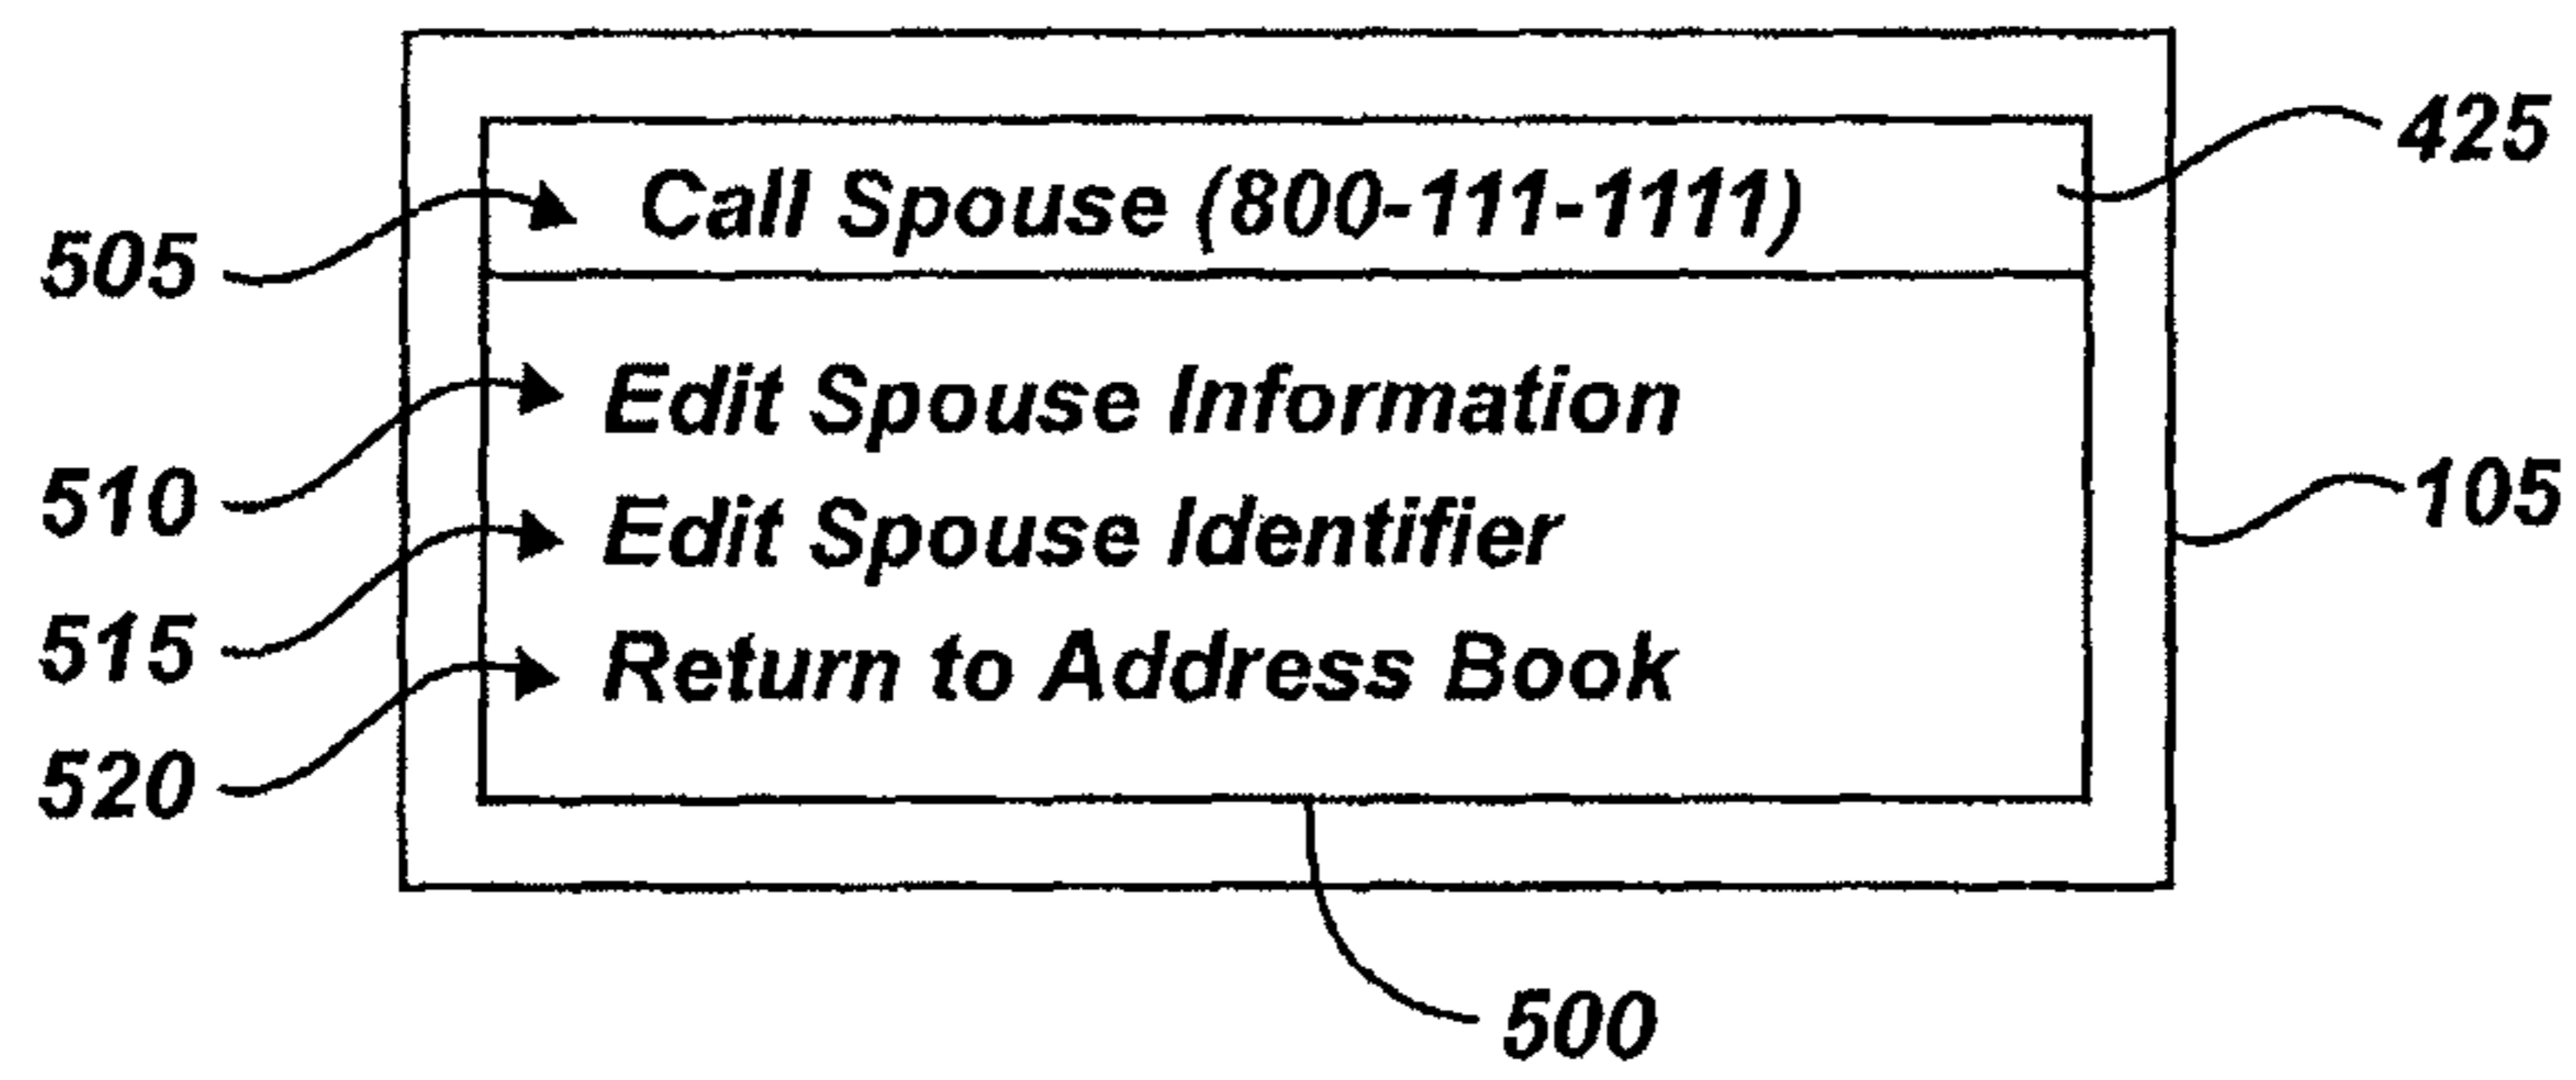 425
Call Spouse (800-111-1111)
505
Edit Spouse Information
105
510
Edit Spouse Identifier
515
Return to Address Book
520
500